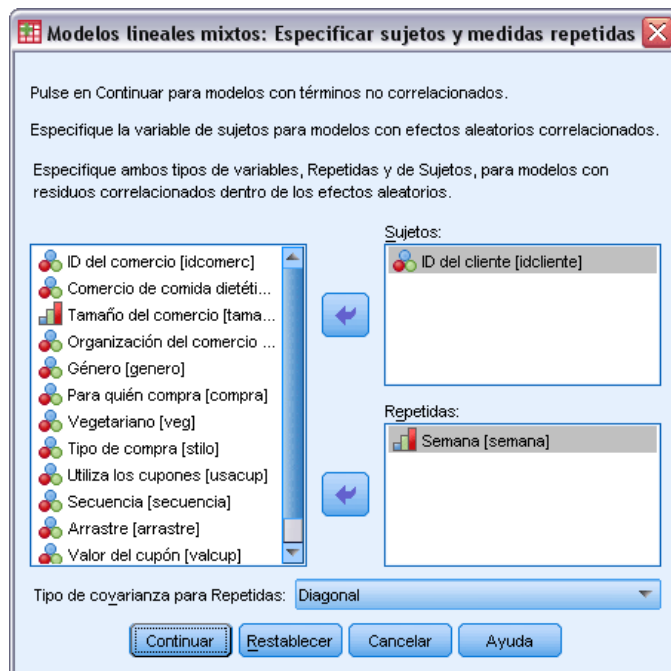 Modelos lineales mixtos: Especificar sujetos y medidas repetidas
Pulse en Continuar para modelos con términos no correlacionados.
Especifique la variable de sujetos para modelos con efectos aleatorios correlacionados.
Especifique ambos tipos de variables, Repetidas y de Sujetos, para modelos con
residuos correlacionados dentro de los efectos aleatorios.
ID del comercio [idcomerc]
Comercio de comida dietéti...
Tamaño del comercio [tama...
Organización del comercio ...
Género [genero]
Para quién compra [compra]
Vegetariano [veg]
Tipo de compra [stilo]
Utiliza los cupones [usacup]
Secuencia [secuencia]
Arrastre [arrastre]
Valor del cupón [valcup]
Sujetos:
ID del cliente [idcliente]
Repetidas:
Semana [semana]
Tipo de covarianza para Repetidas: Diagonal
Continuar Restablecer Cancelar Ayuda